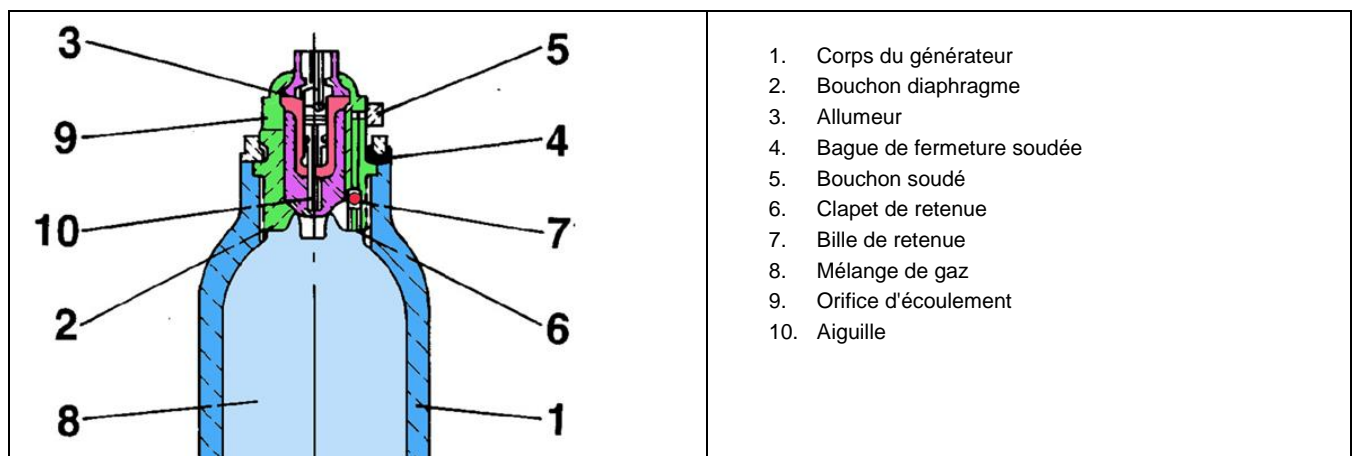 3
5
9
4
10
7
2
6
8
1
1. Corps du générateur
2. Bouchon diaphragme
3. Allumeur
4. Bague de fermeture soudée
5. Bouchon soudé
6. Clapet de retenue
7. Bille de retenue
8. Mélange de gaz
9. Orifice d'écoulement
10. Aiguille